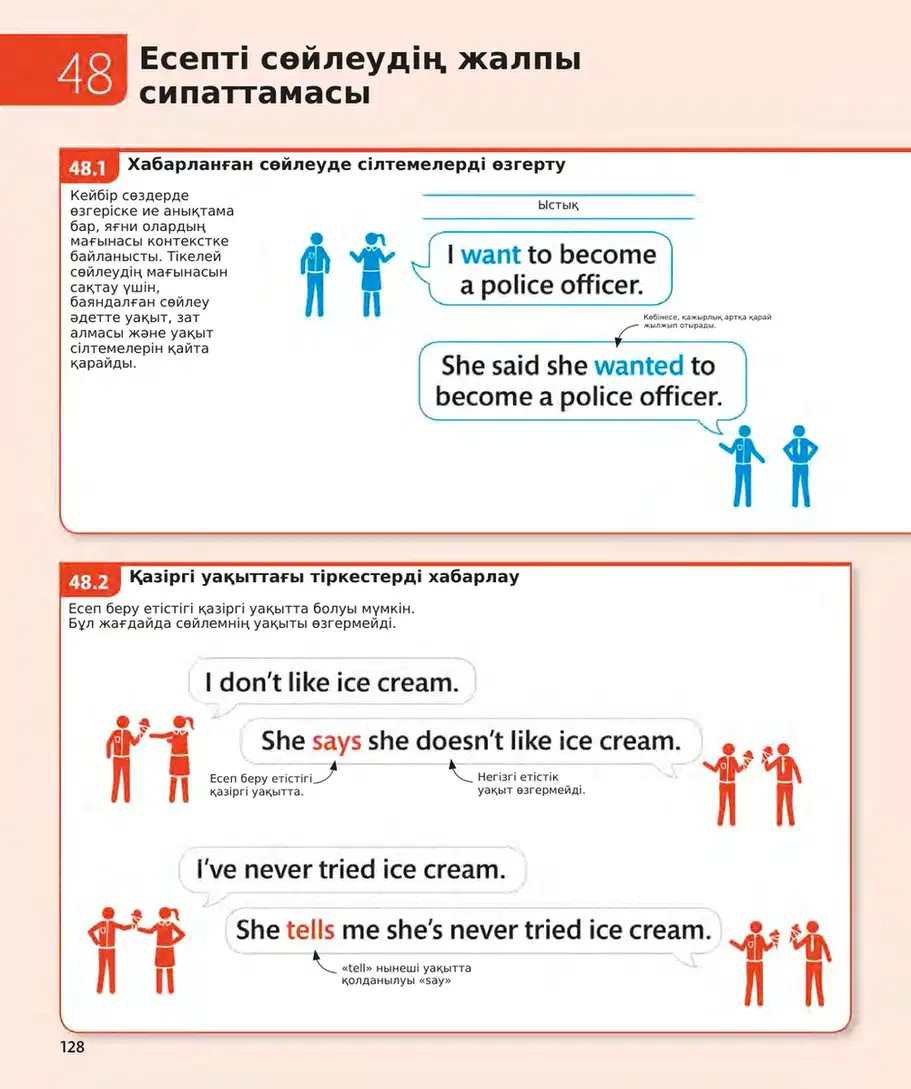 48
Есепті сөйлеудің жалпы
сипаттамасы
48.1
Хабарланған сөйлеуде сілтемелерді өзгерту
Кейбір сөздерде
өзгеріске ие анықтама
бар, яғни олардың
мағынасы контекстке
байланысты. Тікелей
сөйлеудің мағынасын
сақтау үшін,
баяндалған сөйлеу
әдетте уақыт, зат
алмасы және уақыт
сілтемелерін қайта
қарайды.
Ыстық
I want to become
a police officer.
Көбінесе, қажырлық артқа қарай
жылжып отырады.
She said she wanted to
become a police officer.
48.2
Қазіргі уақыттағы тіркестерді хабарлау
Есеп беру етістігі қазіргі уақытта болуы мүмкін.
Бұл жағдайда сөйлемнің уақыты өзгермейді.
I don't like ice cream.
She says she doesn't like ice cream.
Есеп беру етістігі
қазіргі уақытта.
Негізгі етістік
уақыт өзгермейді.
I've never tried ice cream.
She tells me she's never tried ice cream.
«tell» нынеші уақытта
қолданылуы «say»
128